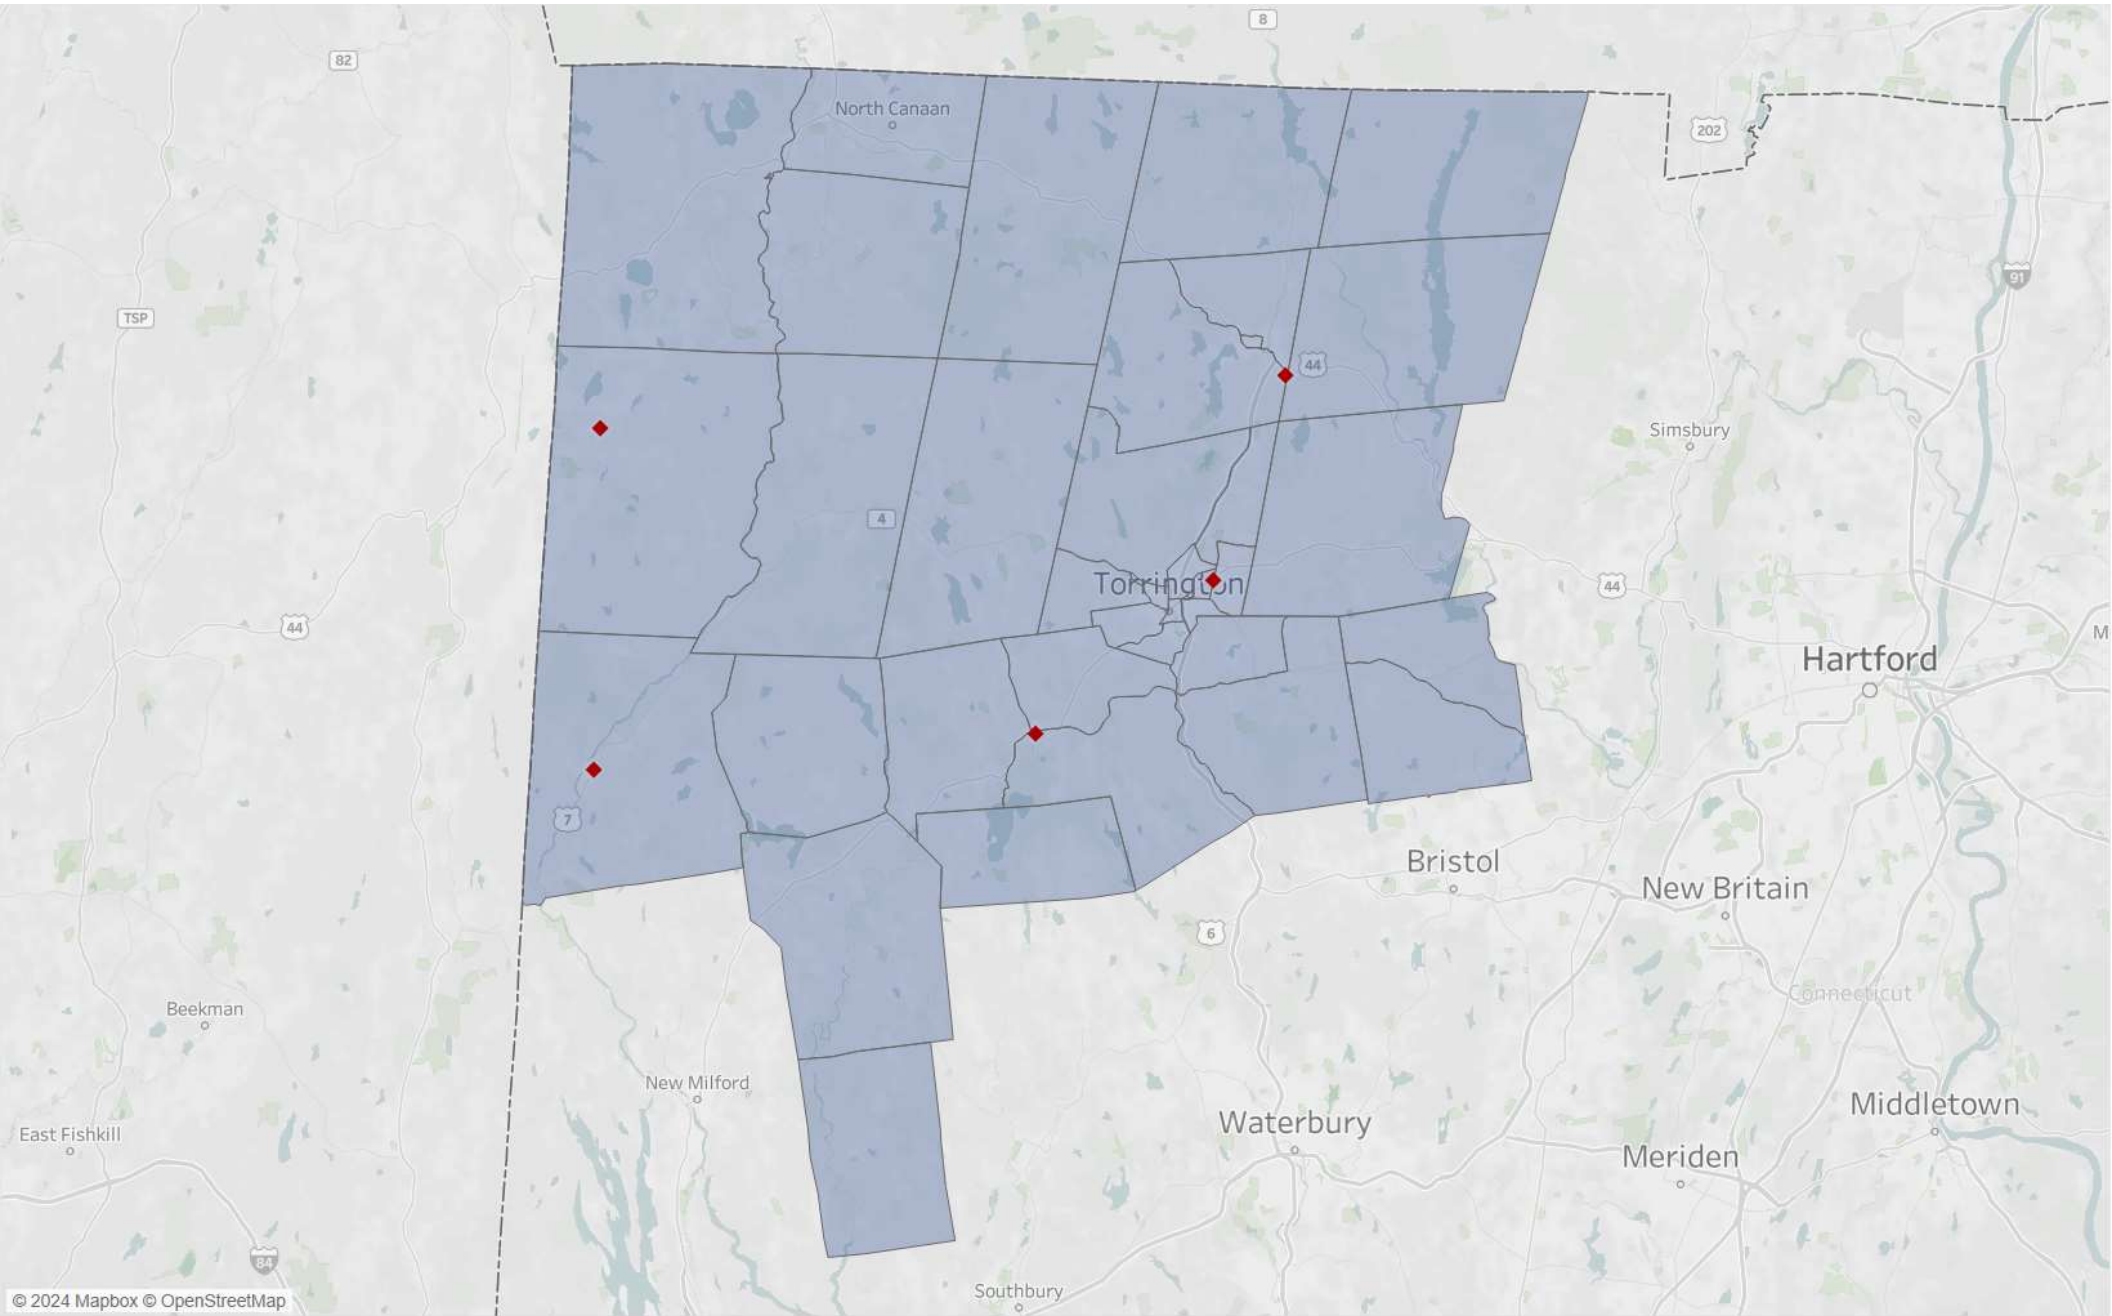 8
82
North Canaan
202
91
TSP
44
Simsbury
4
Torrington
44
44
M
Hartford
7
Bristol
New Britain
6
Connecticut
Beekman
New Milford
Middletown
Waterbury
East Fishkill
Meriden
84
Southbury
© 2024 Mapbox © OpenStreetMap